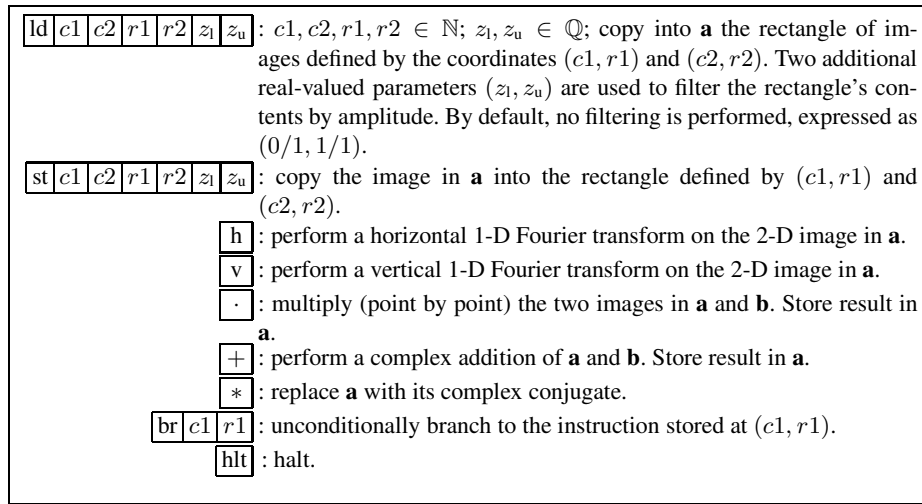 ld c1 c2 r1 r2 z_l z_u : c1, c2, r1, r2 ∈ ℕ; z_l, z_u ∈ ℚ; copy into a the rectangle of im-
ages defined by the coordinates (c1, r1) and (c2, r2). Two additional
real-valued parameters (z_l, z_u) are used to filter the rectangle's con-
tents by amplitude. By default, no filtering is performed, expressed as
(0/1, 1/1).
st c1 c2 r1 r2 z_l z_u : copy the image in a into the rectangle defined by (c1, r1) and
(c2, r2).
h : perform a horizontal 1-D Fourier transform on the 2-D image in a.
v : perform a vertical 1-D Fourier transform on the 2-D image in a.
· : multiply (point by point) the two images in a and b. Store result in
a.
+ : perform a complex addition of a and b. Store result in a.
∗ : replace a with its complex conjugate.
br c1 r1 : unconditionally branch to the instruction stored at (c1, r1).
hlt : halt.